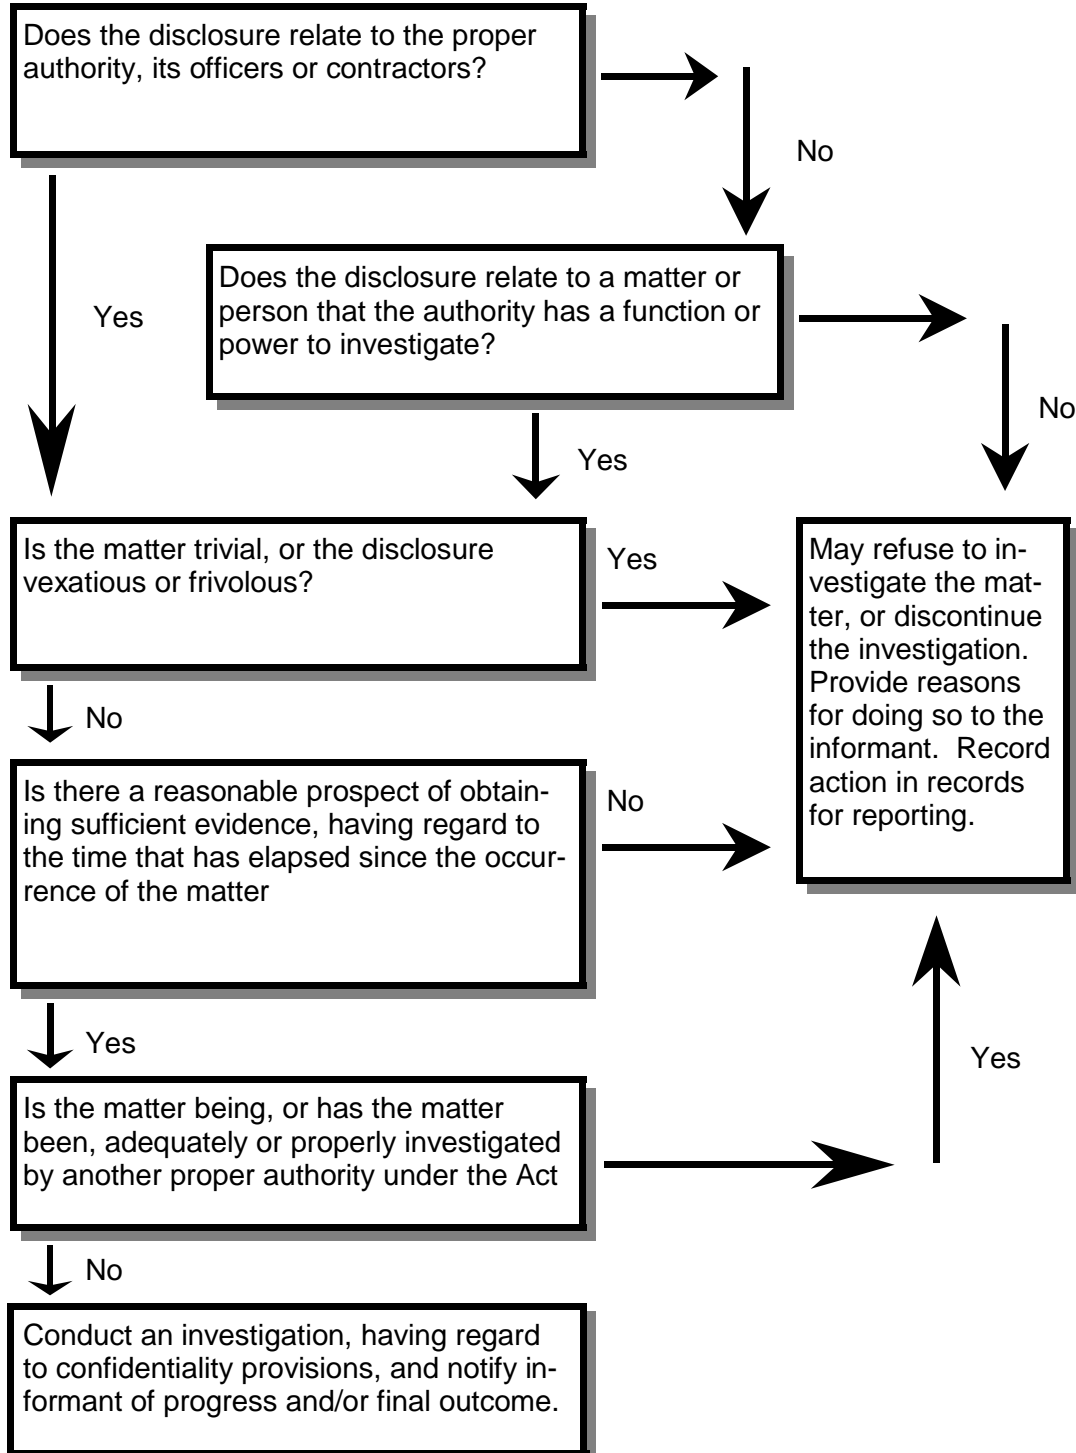 Does the disclosure relate to the proper
authority, its officers or contractors?
No
Does the disclosure relate to a matter or
person that the authority has a function or
power to investigate?
Yes
No
Yes
Is the matter trivial, or the disclosure
vexatious or frivolous?
Yes
May refuse to in-
vestigate the mat-
ter, or discontinue
the investigation.
Provide reasons
for doing so to the
informant.  Record
action in records
for reporting.
No
Is there a reasonable prospect of obtain-
ing sufficient evidence, having regard to
the time that has elapsed since the occur-
rence of the matter
No
Yes
Is the matter being, or has the matter
been, adequately or properly investigated
by another proper authority under the Act
Yes
No
Conduct an investigation, having regard
to confidentiality provisions, and notify in-
formant of progress and/or final outcome.